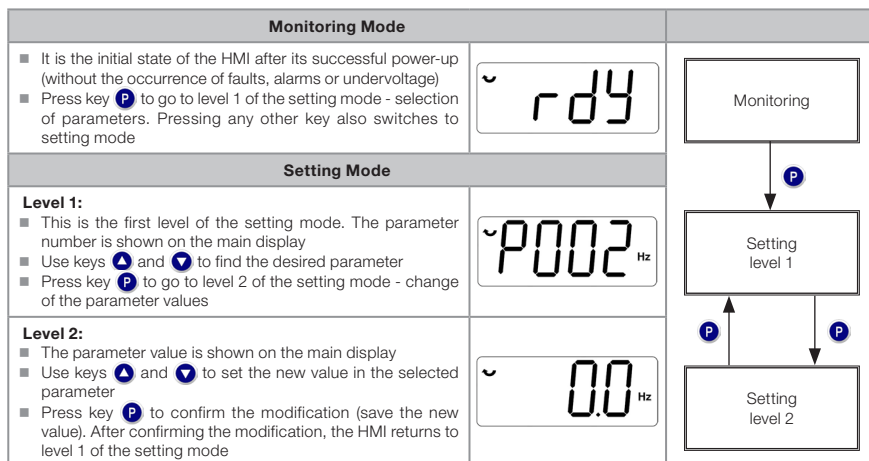 Monitoring Mode
■ It is the initial state of the HMI after its successful power-up
(without the occurrence of faults, alarms or undervoltage)
■ Press key P to go to level 1 of the setting mode - selection
of parameters. Pressing any other key also switches to
setting mode
rdy
Setting Mode
Level 1:
■ This is the first level of the setting mode. The parameter
number is shown on the main display
■ Use keys ▲ and ▼ to find the desired parameter
■ Press key P to go to level 2 of the setting mode - change
of the parameter values
P002 Hz
Level 2:
■ The parameter value is shown on the main display
■ Use keys ▲ and ▼ to set the new value in the selected
parameter
■ Press key P to confirm the modification (save the new
value). After confirming the modification, the HMI returns to
level 1 of the setting mode
0.0 Hz
Monitoring
P
Setting
level 1
P P
Setting
level 2